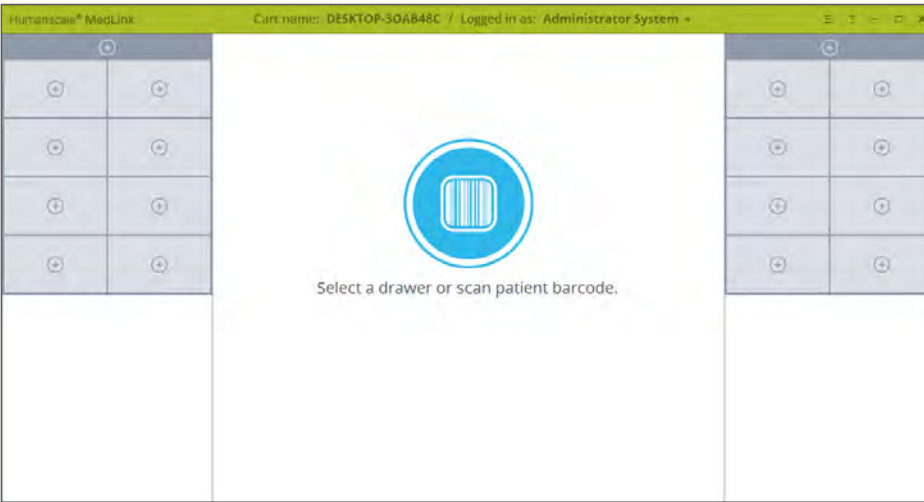 Humanscale® MedLink
Cart name: DESKTOP-3OAB48C / Logged in as: Administrator System
Select a drawer or scan patient barcode.